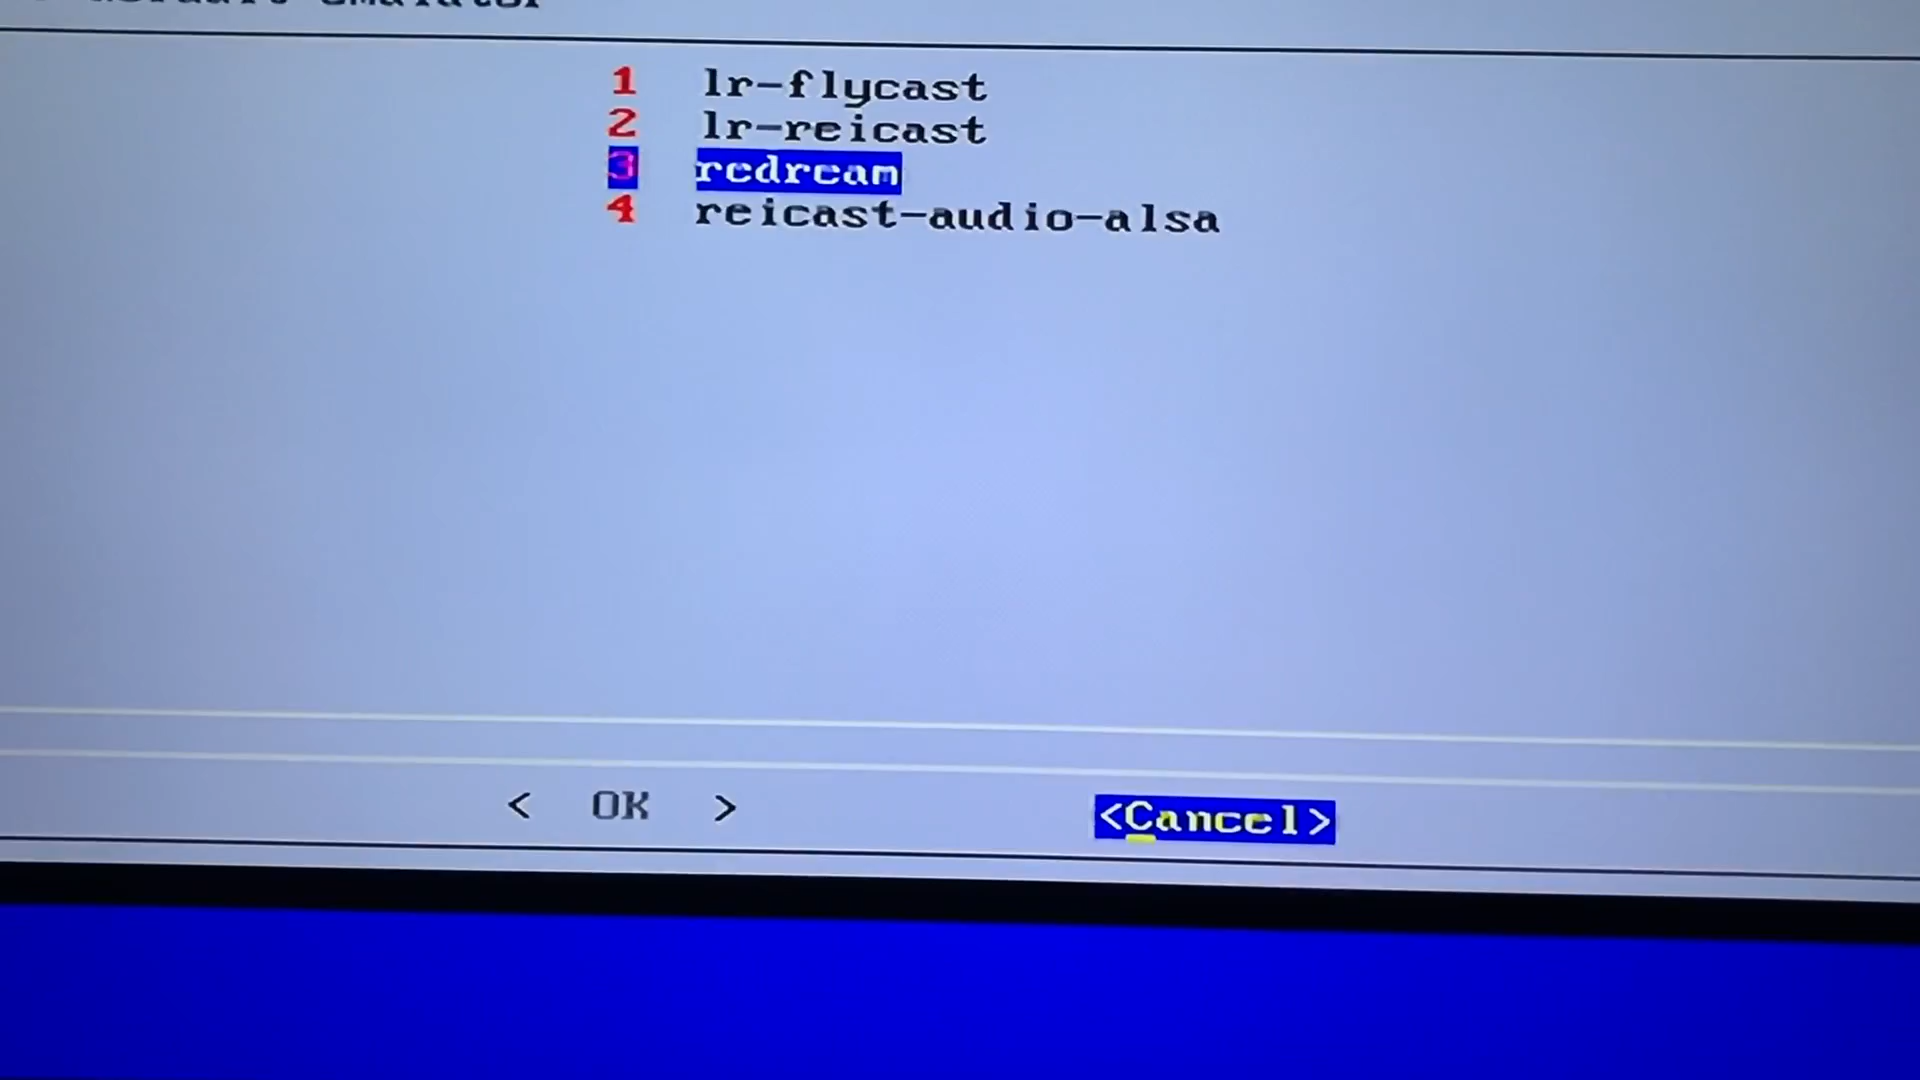 1 lr-flycast
2 lr-reicast
3 redream
4 reicast-audio-alsa
< OK > <Cancel>